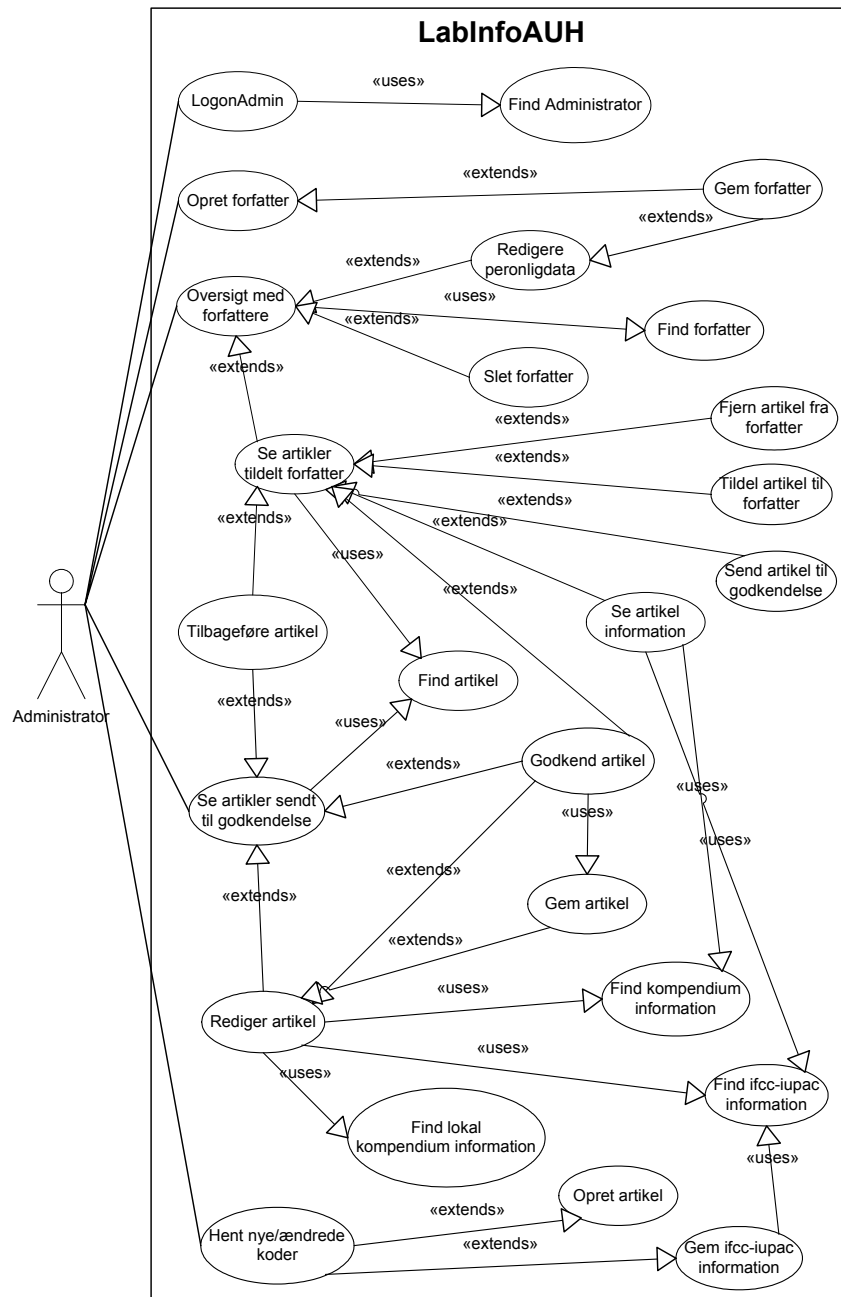 LabInfoAUH
«uses»
LogonAdmin
Find Administrator
«extends»
Gem forfatter
Opret forfatter
«extends»
Redigere
peronligdata
«extends»
Oversigt med
forfattere
«uses»
Find forfatter
«extends»
«extends»
Slet forfatter
Fjern artikel fra
forfatter
«extends»
Se artikler
tildelt forfatter
«extends»
Tildel artikel til
forfatter
«extends»
«extends»
«extends»
Send artikel til
godkendelse
«uses»
«extends»
Se artikel
information
Tilbageføre artikel
Find artikel
Administrator
«extends»
«uses»
Godkend artikel
«extends»
Se artikler sendt
til godkendelse
«uses»
«uses»
«uses»
«extends»
«extends»
Gem artikel
«extends»
«uses»
Find kompendium
information
Rediger artikel
«uses»
«uses»
Find ifcc-iupac
information
Find lokal
kompendium information
«uses»
Opret artikel
«extends»
Hent nye/ændrede
koder
«extends»
Gem ifcc-iupac
information